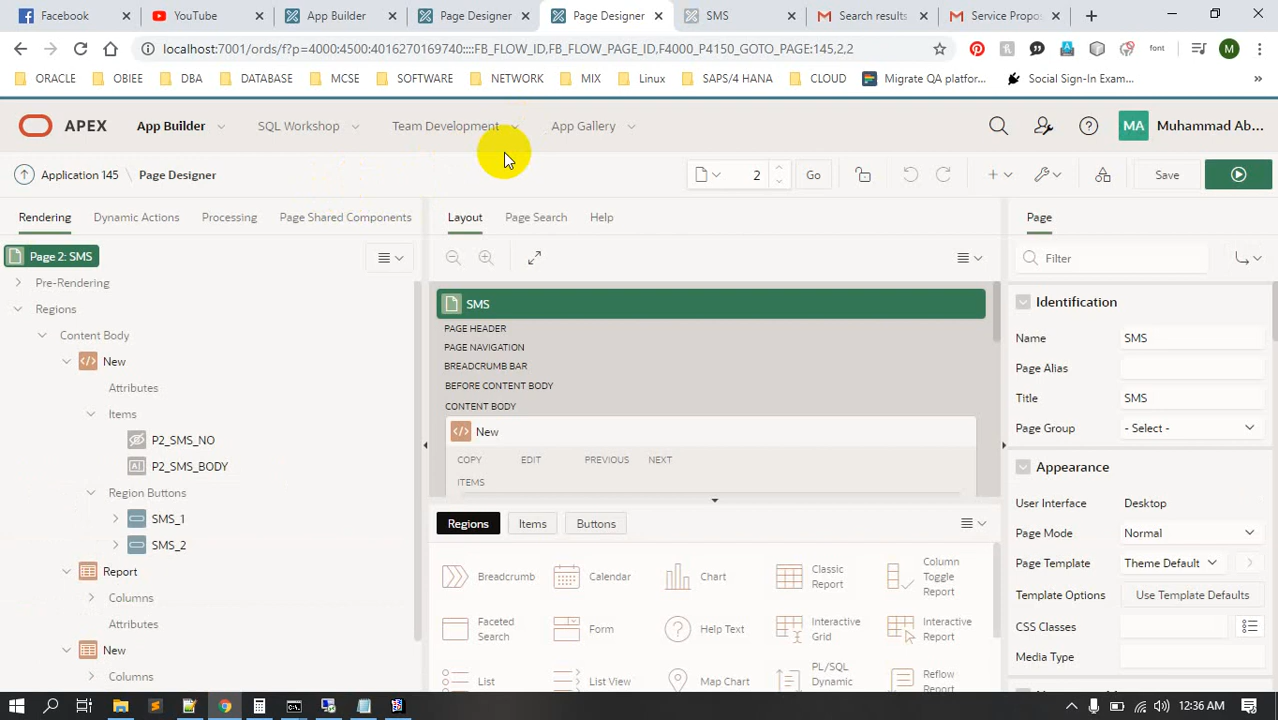 Facebook
YouTube
App Builder
Page Designer
Page Designer
SMS
Search results
Service Propos
localhost:7001/ords/f?p=4000:4500:4016270169740::::FB_FLOW_ID,FB_FLOW_PAGE_ID,F4000_P4150_GOTO_PAGE:145,2,2
font
M
ORACLE
OBIEE
DBA
DATABASE
MCSE
SOFTWARE
NETWORK
MIX
Linux
SAPS/4 HANA
CLOUD
Migrate QA platfor...
Social Sign-In Exam...
APEX
App Builder
SQL Workshop
Team Development
App Gallery
MA
Muhammad Ab...
Application 145
\
Page Designer
2
Go
Save
Rendering
Dynamic Actions
Processing
Page Shared Components
Layout
Page Search
Help
Page
Page 2: SMS
Pre-Rendering
Regions
Content Body
New
Attributes
Items
P2_SMS_NO
P2_SMS_BODY
Region Buttons
SMS_1
SMS_2
Report
Columns
Attributes
New
Columns
SMS
PAGE HEADER
PAGE NAVIGATION
BREADCRUMB BAR
BEFORE CONTENT BODY
CONTENT BODY
New
COPY
EDIT
PREVIOUS
NEXT
ITEMS
Regions
Items
Buttons
Breadcrumb
Calendar
Chart
Classic
Report
Column
Toggle
Report
Faceted
Search
Form
Help Text
Interactive
Grid
Interactive
Report
List
List View
Map Chart
PL/SQL
Dynamic
Reflow
Report
Filter
Identification
Name
SMS
Page Alias
Title
SMS
Page Group
- Select -
Appearance
User Interface
Desktop
Page Mode
Normal
Page Template
Theme Default
Template Options
Use Template Defaults
CSS Classes
Media Type
12:36 AM